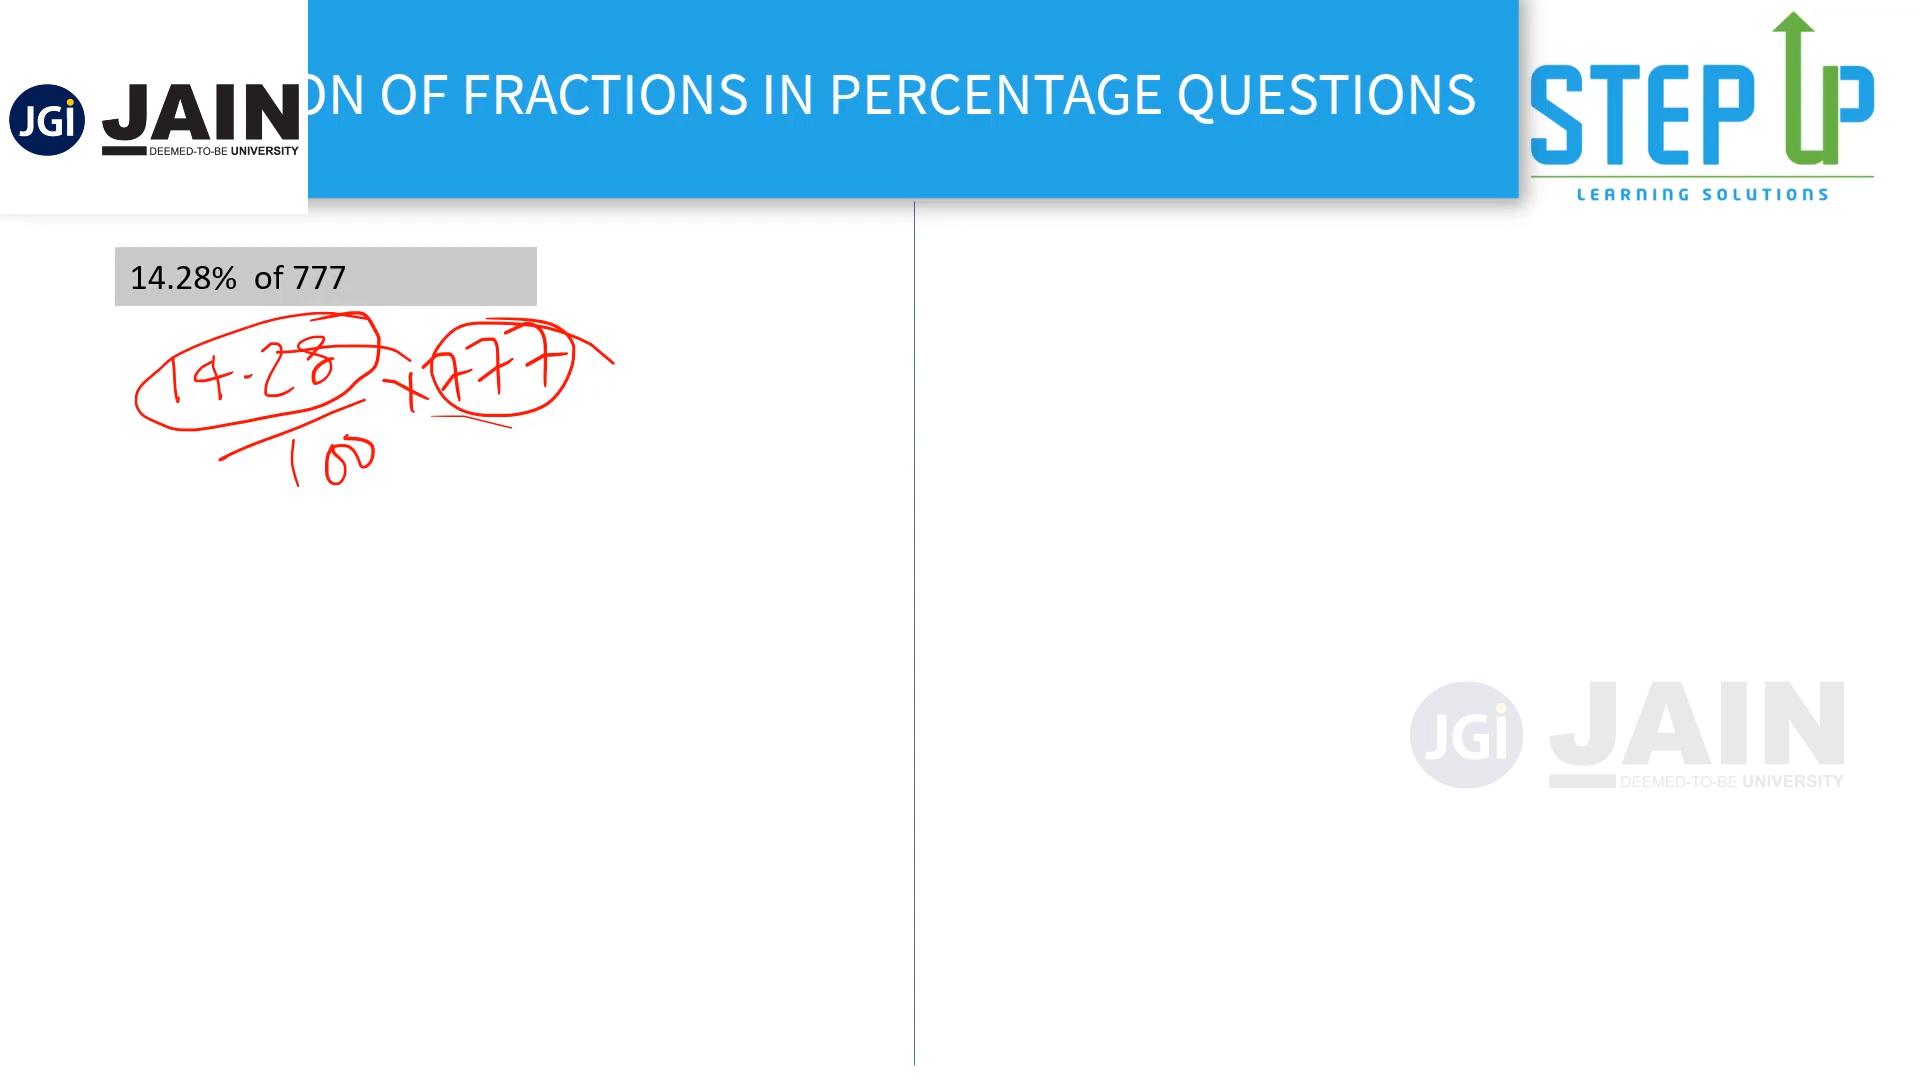 JGi JAIN
DEEMED-TO-BE UNIVERSITY
ON OF FRACTIONS IN PERCENTAGE QUESTIONS
STEP UP
LEARNING SOLUTIONS
14.28% of 777
14.28 × 777
100
JGi JAIN
DEEMED-TO-BE UNIVERSITY